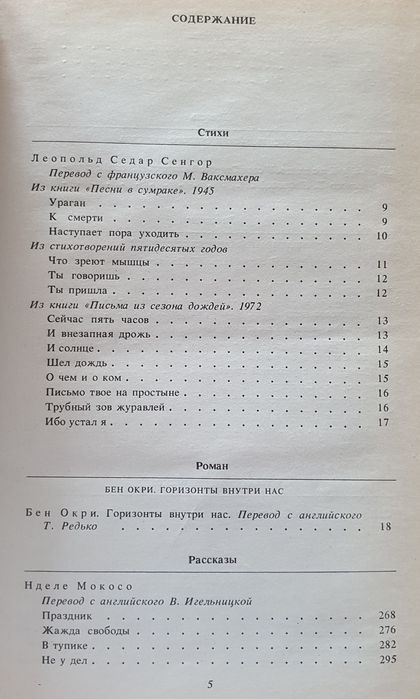 СОДЕРЖАНИЕ
Стихи
Леопольд Седар Сенгор
Перевод с французского М. Ваксмахера
Из книги «Песни в сумраке». 1945
Ураган . . . . . . . . . . . . . . 9
К смерти . . . . . . . . . . . . . . 9
Наступает пора уходить . . . . . . . . . . 10
Из стихотворений пятидесятых годов
Что зреют мышцы . . . . . . . . . . . . 11
Ты говоришь . . . . . . . . . . . . . 12
Ты пришла . . . . . . . . . . . . . . 12
Из книги «Письма из сезона дождей». 1972
Сейчас пять часов . . . . . . . . . . . 13
И внезапная дрожь . . . . . . . . . . . 13
И солнце . . . . . . . . . . . . . . 14
Шел дождь . . . . . . . . . . . . . . 15
О чем и о ком . . . . . . . . . . . . . 15
Письмо твое на простыне . . . . . . . . . 16
Трубный зов журавлей . . . . . . . . . . 16
Ибо устал я . . . . . . . . . . . . . . 17
Роман
БЕН ОКРИ. ГОРИЗОНТЫ ВНУТРИ НАС
Бен Окри. Горизонты внутри нас. Перевод с английского
Т. Редько . . . . . . . . . . . . . . 18
Рассказы
Нделе Мокосо
Перевод с английского В. Игельницкой
Праздник . . . . . . . . . . . . . . 268
Жажда свободы . . . . . . . . . . . . 276
В тупике . . . . . . . . . . . . . . 282
Не у дел . . . . . . . . . . . . . . 295
5